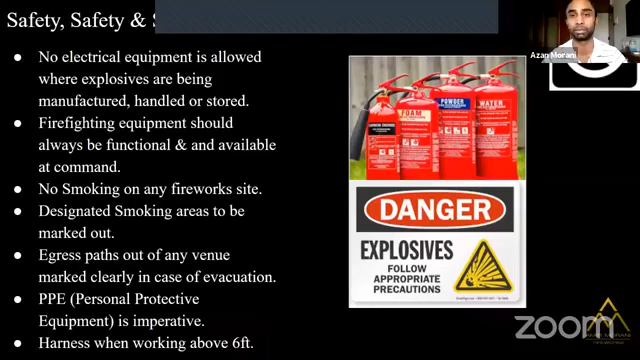 Safety, Safety &
● No electrical equipment is allowed
where explosives are being
manufactured, handled or stored.
● Firefighting equipment should
always be functional & and available
at command.
● No Smoking on any fireworks site.
● Designated Smoking areas to be
marked out.
● Egress paths out of any venue
marked clearly in case of evacuation.
● PPE (Personal Protective
Equipment) is imperative.
● Harness when working above 6ft.
FOAM
POWDER
WATER
DANGER
EXPLOSIVES
FOLLOW
APPROPRIATE
PRECAUTIONS
Azan Morani
zoom